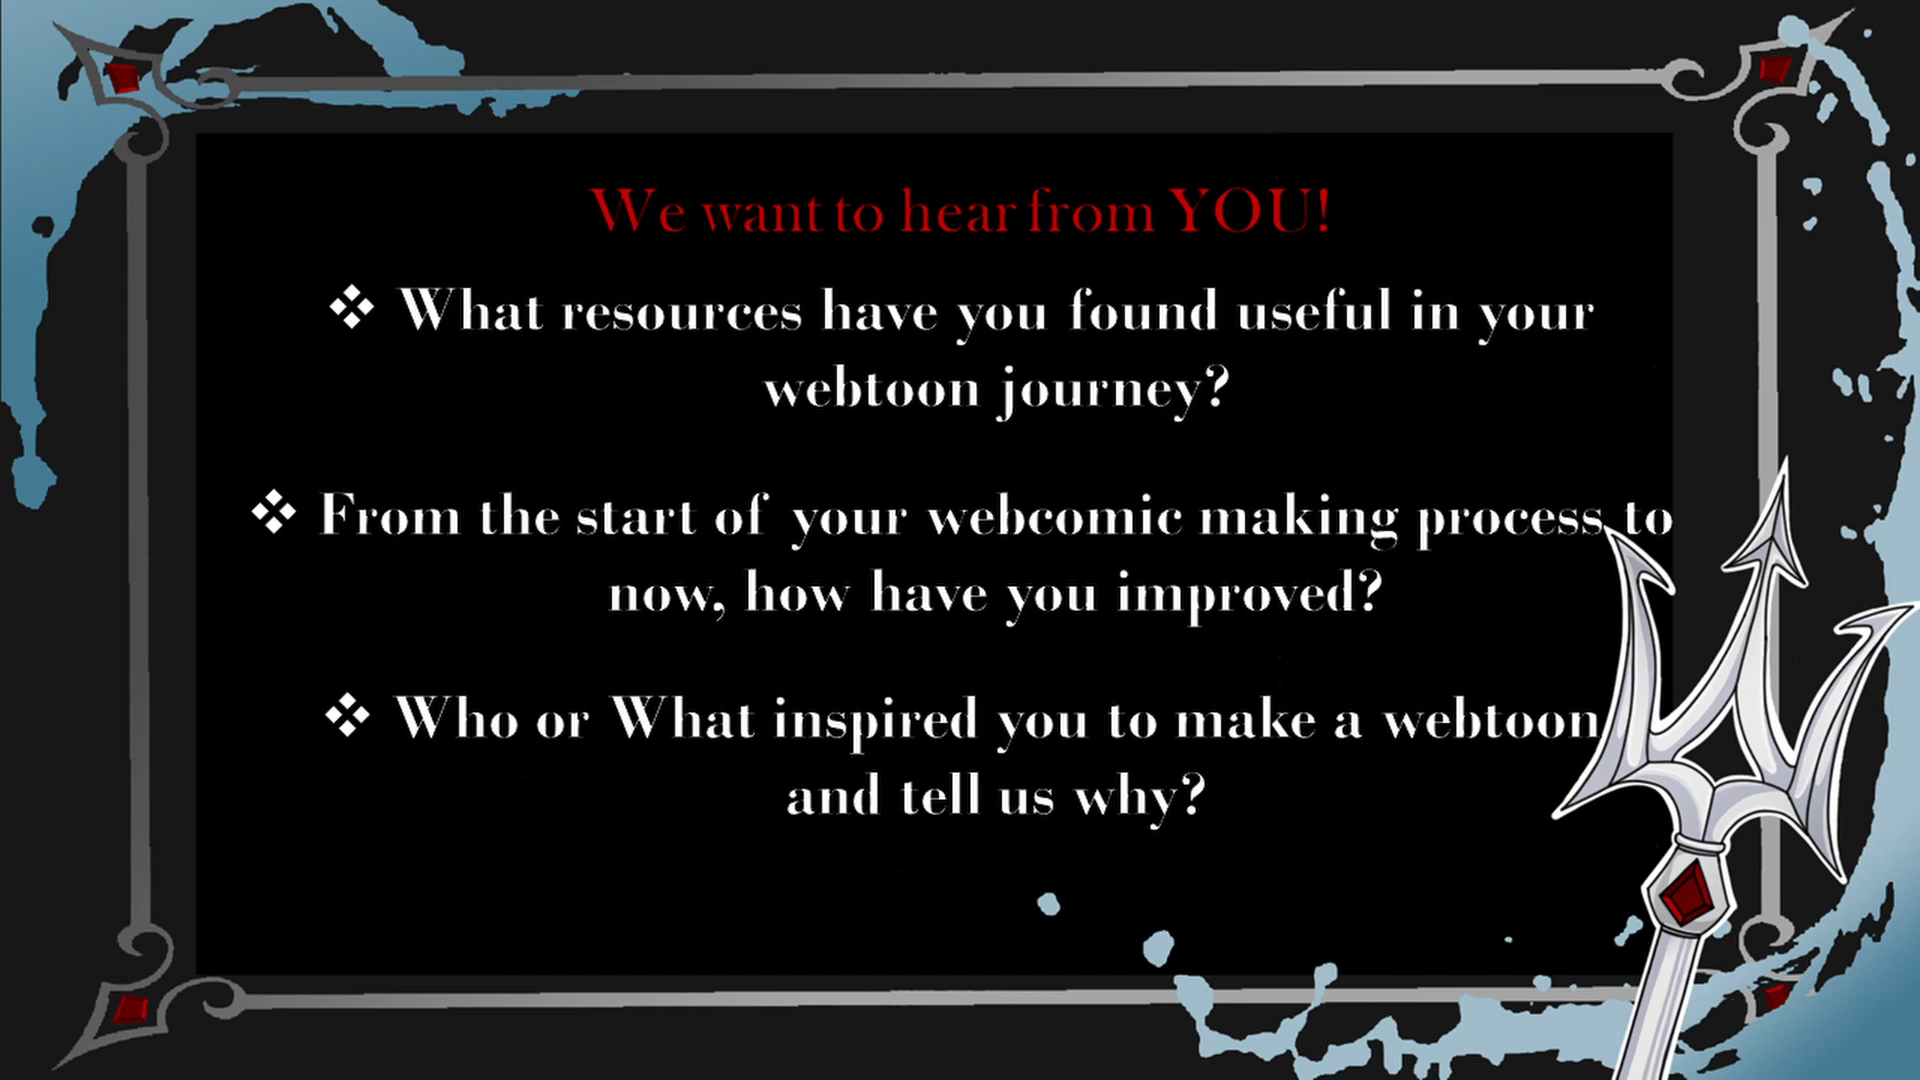 We want to hear from YOU!
❖ What resources have you found useful in your
webtoon journey?
❖ From the start of your webcomic making process to
now, how have you improved?
❖ Who or What inspired you to make a webtoon
and tell us why?